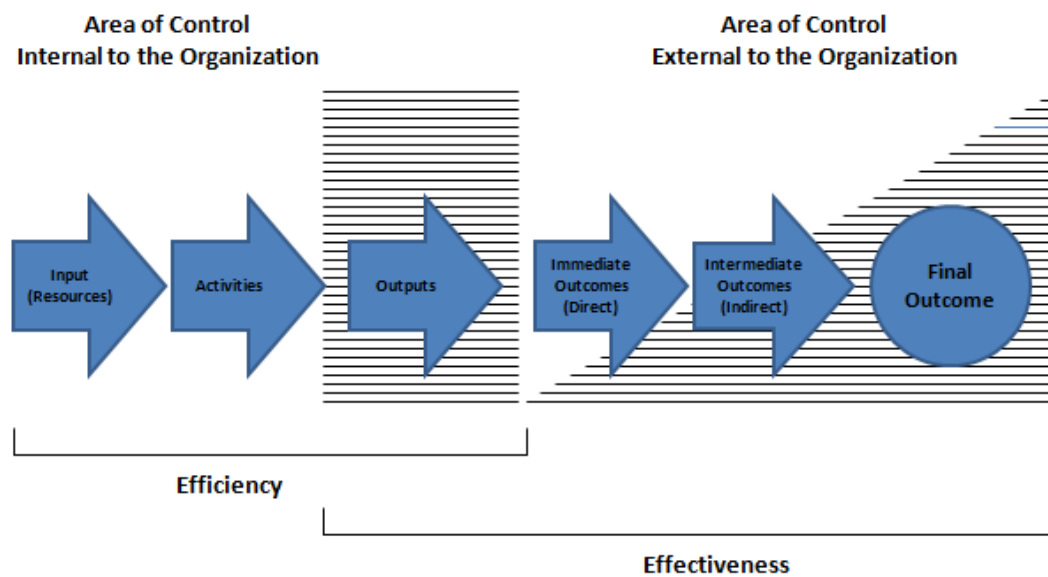 Area of Control
Internal to the Organization
Area of Control
External to the Organization
Input
(Resources)
Activities
Outputs
Immediate
Outcomes
(Direct)
Intermediate
Outcomes
(Indirect)
Final
Outcome
Efficiency
Effectiveness